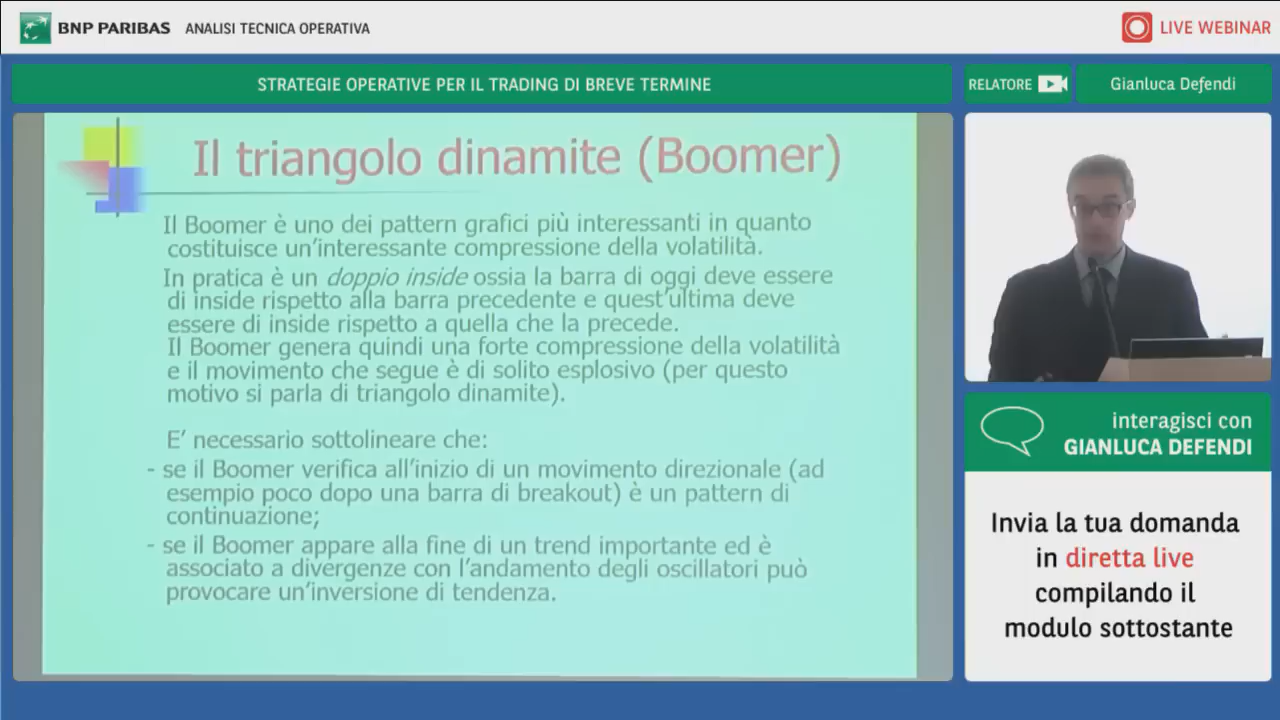 BNP PARIBAS ANALISI TECNICA OPERATIVA
LIVE WEBINAR
STRATEGIE OPERATIVE PER IL TRADING DI BREVE TERMINE
RELATORE
Gianluca Defendi
Il triangolo dinamite (Boomer)
Il Boomer è uno dei pattern grafici più interessanti in quanto
costituisce un'interessante compressione della volatilità.
In pratica è un doppio inside ossia la barra di oggi deve essere
di inside rispetto alla barra precedente e quest'ultima deve
essere di inside rispetto a quella che la precede.
Il Boomer genera quindi una forte compressione della volatilità
e il movimento che segue è di solito esplosivo (per questo
motivo si parla di triangolo dinamite).
E' necessario sottolineare che:
- se il Boomer verifica all'inizio di un movimento direzionale (ad
esempio poco dopo una barra di breakout) è un pattern di
continuazione;
- se il Boomer appare alla fine di un trend importante ed è
associato a divergenze con l'andamento degli oscillatori può
provocare un'inversione di tendenza.
interagisci con
GIANLUCA DEFENDI
Invia la tua domanda
in diretta live
compilando il
modulo sottostante